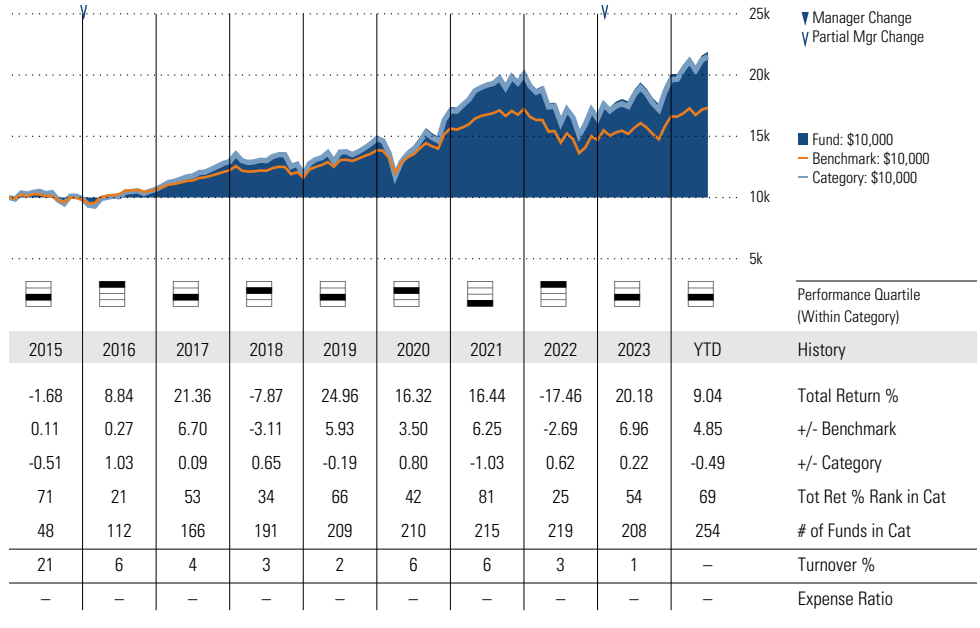 25k
▼ Manager Change
Partial Mgr Change
20k
15k
Fund: $10,000
Benchmark: $10,000
Category: $10,000
10k
5k
Performance Quartile
(Within Category)
2015 2016 2017 2018 2019 2020 2021 2022 2023 YTD History
-1.68 8.84 21.36 -7.87 24.96 16.32 16.44 -17.46 20.18 9.04 Total Return %
0.11 0.27 6.70 -3.11 5.93 3.50 6.25 -2.69 6.96 4.85 +/- Benchmark
-0.51 1.03 0.09 0.65 -0.19 0.80 -1.03 0.62 0.22 -0.49 +/- Category
71 21 53 34 66 42 81 25 54 69 Tot Ret % Rank in Cat
48 112 166 191 209 210 215 219 208 254 # of Funds in Cat
21 6 4 3 2 6 6 3 1 – Turnover %
– – – – – – – – – – Expense Ratio